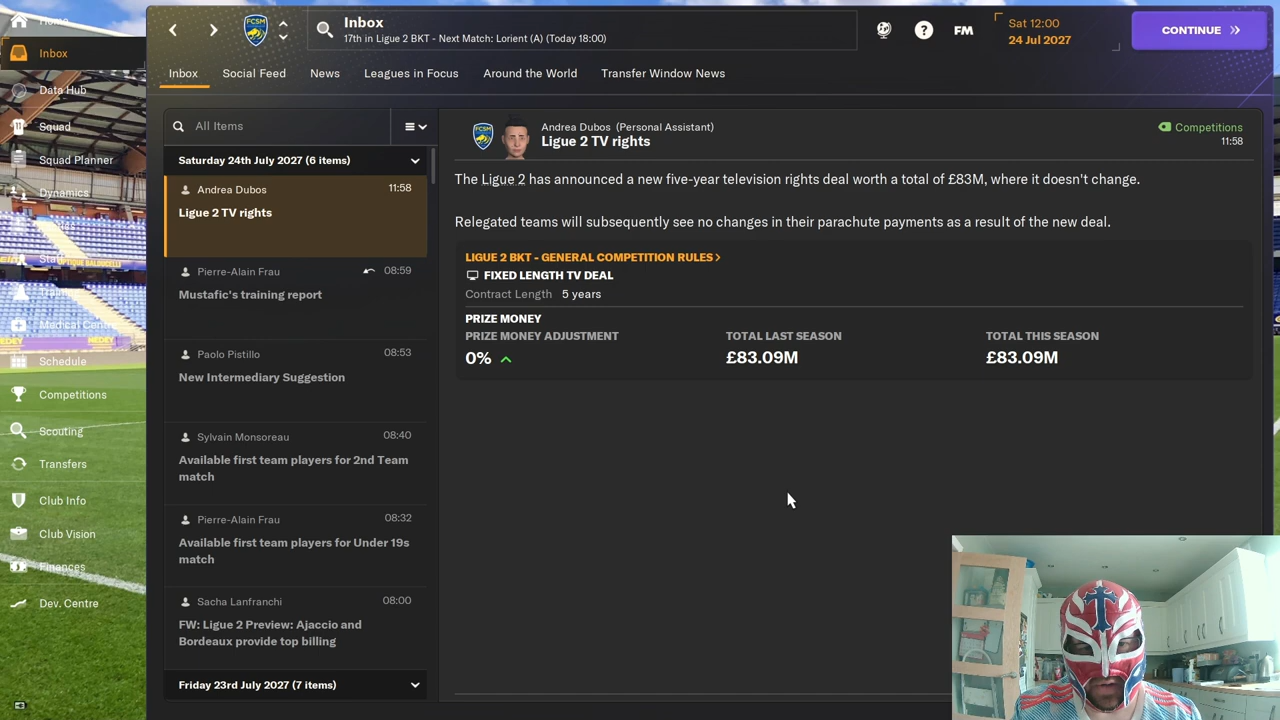 Home
Inbox
Data Hub
Squad
Squad Planner
Dynamics
Medical Centre
Schedule
Competitions
Scouting
Transfers
Club Info
Club Vision
Finances
Dev. Centre
FCSM
Inbox
17th in Ligue 2 BKT - Next Match: Lorient (A) (Today 18:00)
?
FM
Sat 12:00
24 Jul 2027
CONTINUE
Inbox
Social Feed
News
Leagues in Focus
Around the World
Transfer Window News
All Items
Saturday 24th July 2027 (6 items)
Andrea Dubos
11:58
Ligue 2 TV rights
Pierre-Alain Frau
08:59
Mustafic's training report
Paolo Pistillo
08:53
New Intermediary Suggestion
Sylvain Monsoreau
08:40
Available first team players for 2nd Team
match
Pierre-Alain Frau
08:32
Available first team players for Under 19s
match
Sacha Lanfranchi
08:00
FW: Ligue 2 Preview: Ajaccio and
Bordeaux provide top billing
Friday 23rd July 2027 (7 items)
Andrea Dubos (Personal Assistant)
Ligue 2 TV rights
Competitions
11:58
The Ligue 2 has announced a new five-year television rights deal worth a total of £83M, where it doesn't change.
Relegated teams will subsequently see no changes in their parachute payments as a result of the new deal.
LIGUE 2 BKT - GENERAL COMPETITION RULES >
FIXED LENGTH TV DEAL
Contract Length 5 years
PRIZE MONEY
PRIZE MONEY ADJUSTMENT
TOTAL LAST SEASON
TOTAL THIS SEASON
0%
£83.09M
£83.09M